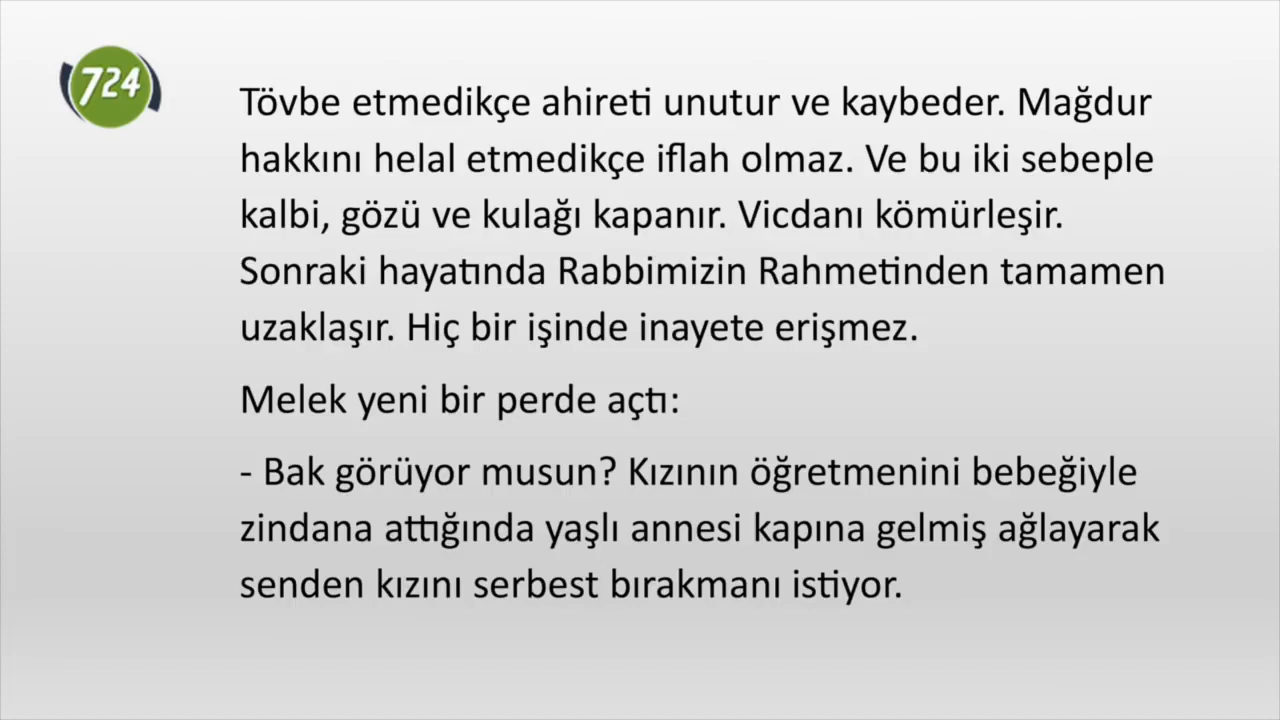 724
Tövbe etmedikçe ahireti unutur ve kaybeder. Mağdur
hakkını helal etmedikçe iflah olmaz. Ve bu iki sebeple
kalbi, gözü ve kulağı kapanır. Vicdanı kömürleşir.
Sonraki hayatında Rabbimizin Rahmetinden tamamen
uzaklaşır. Hiç bir işinde inayete erişmez.
Melek yeni bir perde açtı:
- Bak görüyor musun? Kızının öğretmenini bebeğiyle
zindana attığında yaşlı annesi kapına gelmiş ağlayarak
senden kızını serbest bırakmanı istiyor.